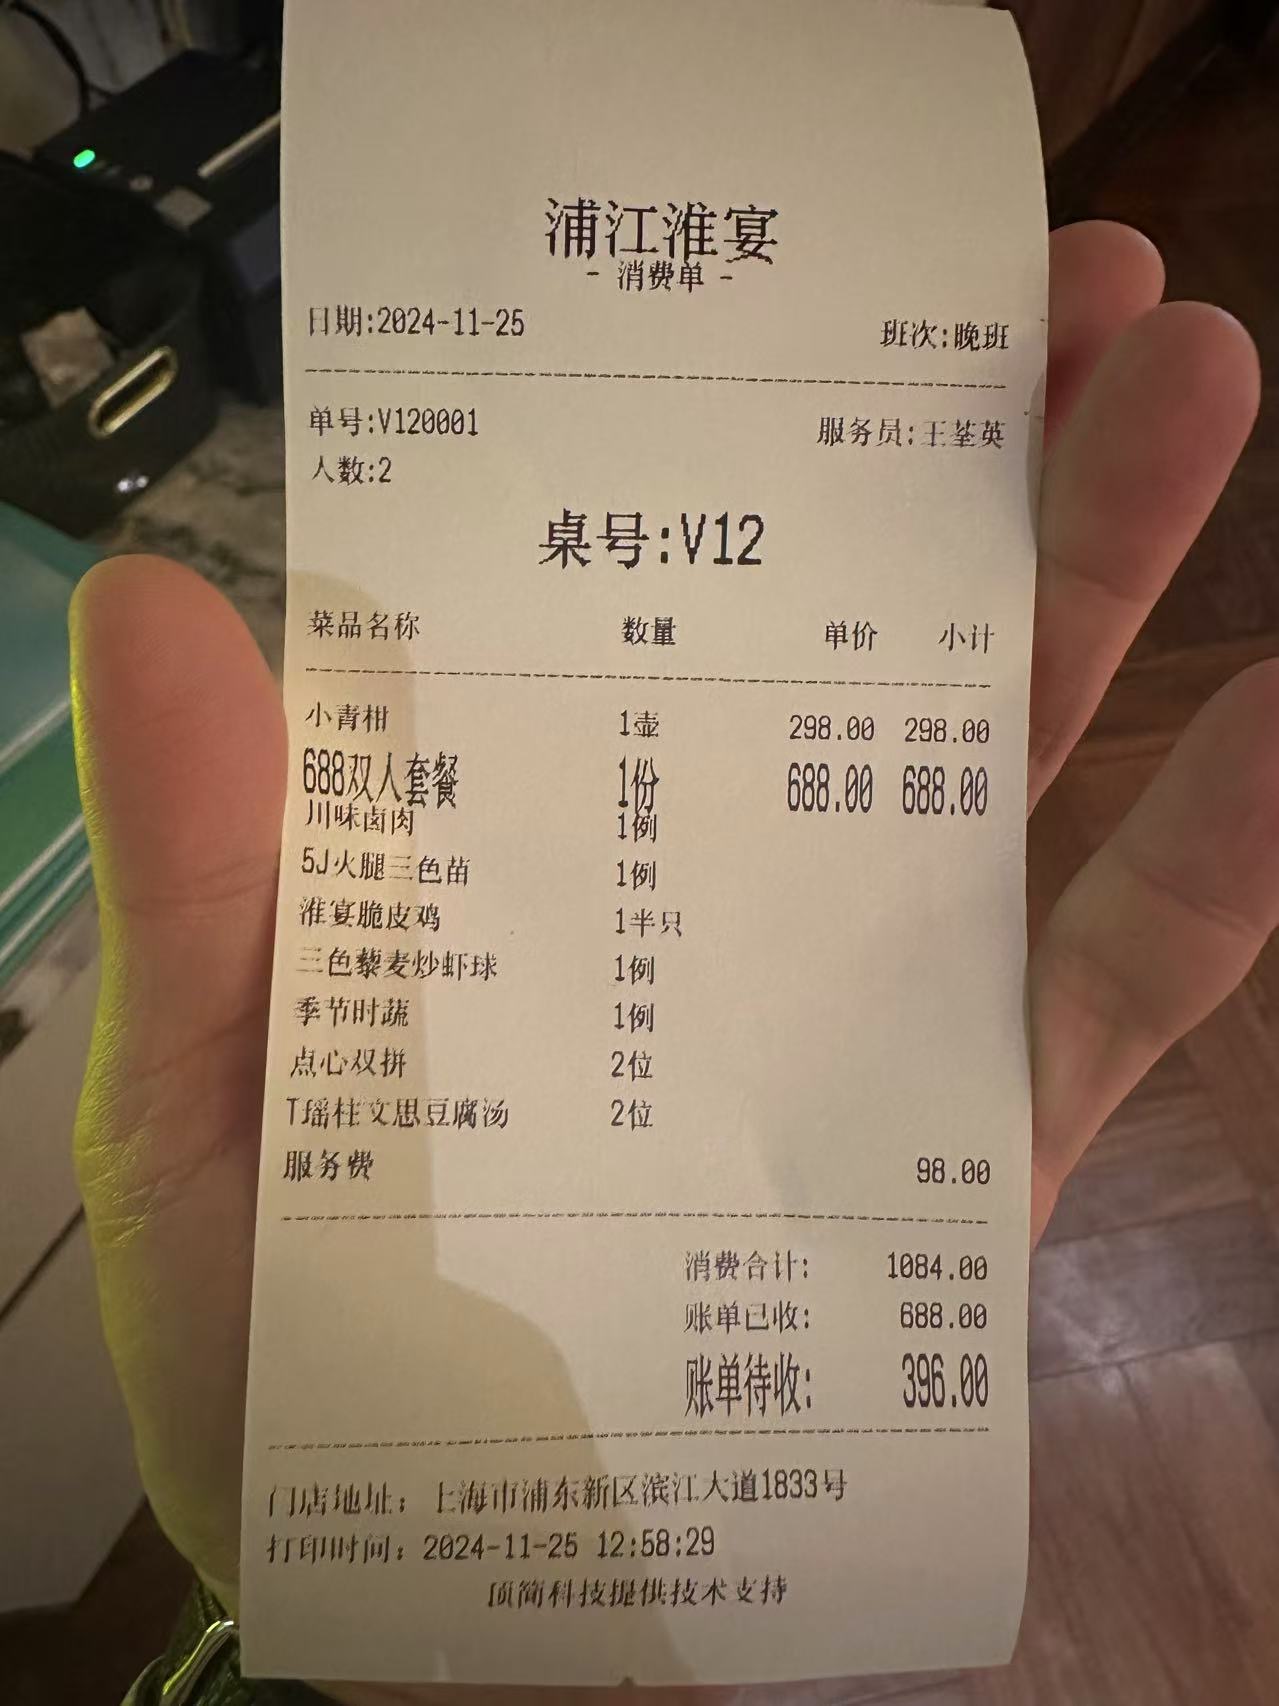 浦江淮宴
- 消费单 -
日期:2024-11-25 班次:晚班
单号:V120001 服务员:王荃英
人数:2
桌号:V12
菜品名称 数量 单价 小计
小青柑 1壶 298.00 298.00
688双人套餐 1份 688.00 688.00
川味卤肉 1例
5J火腿三色苗 1例
淮宴脆皮鸡 1半只
三色藜麦炒虾球 1例
季节时蔬 1例
点心双拼 2位
T瑶柱文思豆腐汤 2位
服务费 98.00
消费合计: 1084.00
账单已收: 688.00
账单待收: 396.00
门店地址: 上海市浦东新区滨江大道1833号
打印时间: 2024-11-25 12:58:29
顶简科技提供技术支持